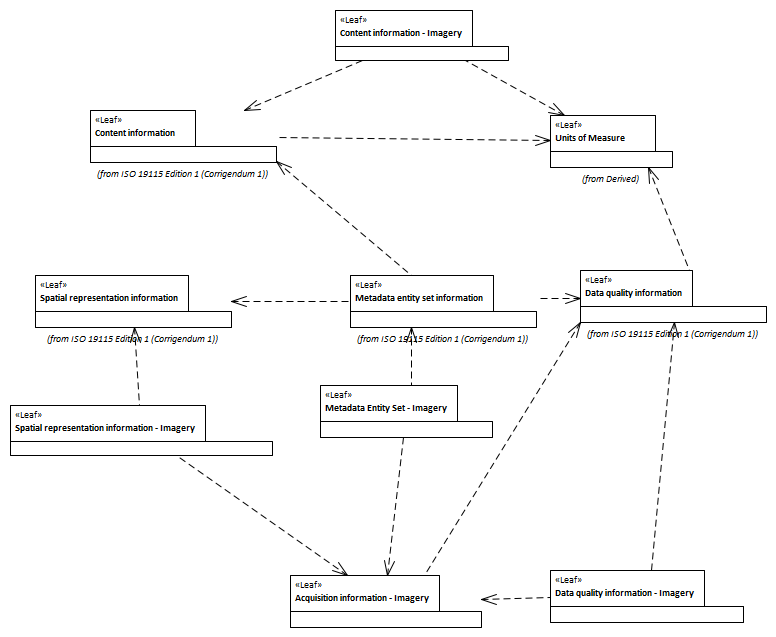 «Leaf»
Content information - Imagery
«Leaf»
Content information
(from ISO 19115 Edition 1 (Corrigendum 1))
«Leaf»
Units of Measure
(from Derived)
«Leaf»
Spatial representation information
(from ISO 19115 Edition 1 (Corrigendum 1))
«Leaf»
Metadata entity set information
(from ISO 19115 Edition 1 (Corrigendum 1))
«Leaf»
Data quality information
(from ISO 19115 Edition 1 (Corrigendum 1))
«Leaf»
Spatial representation information - Imagery
«Leaf»
Metadata Entity Set - Imagery
«Leaf»
Acquisition information - Imagery
«Leaf»
Data quality information - Imagery